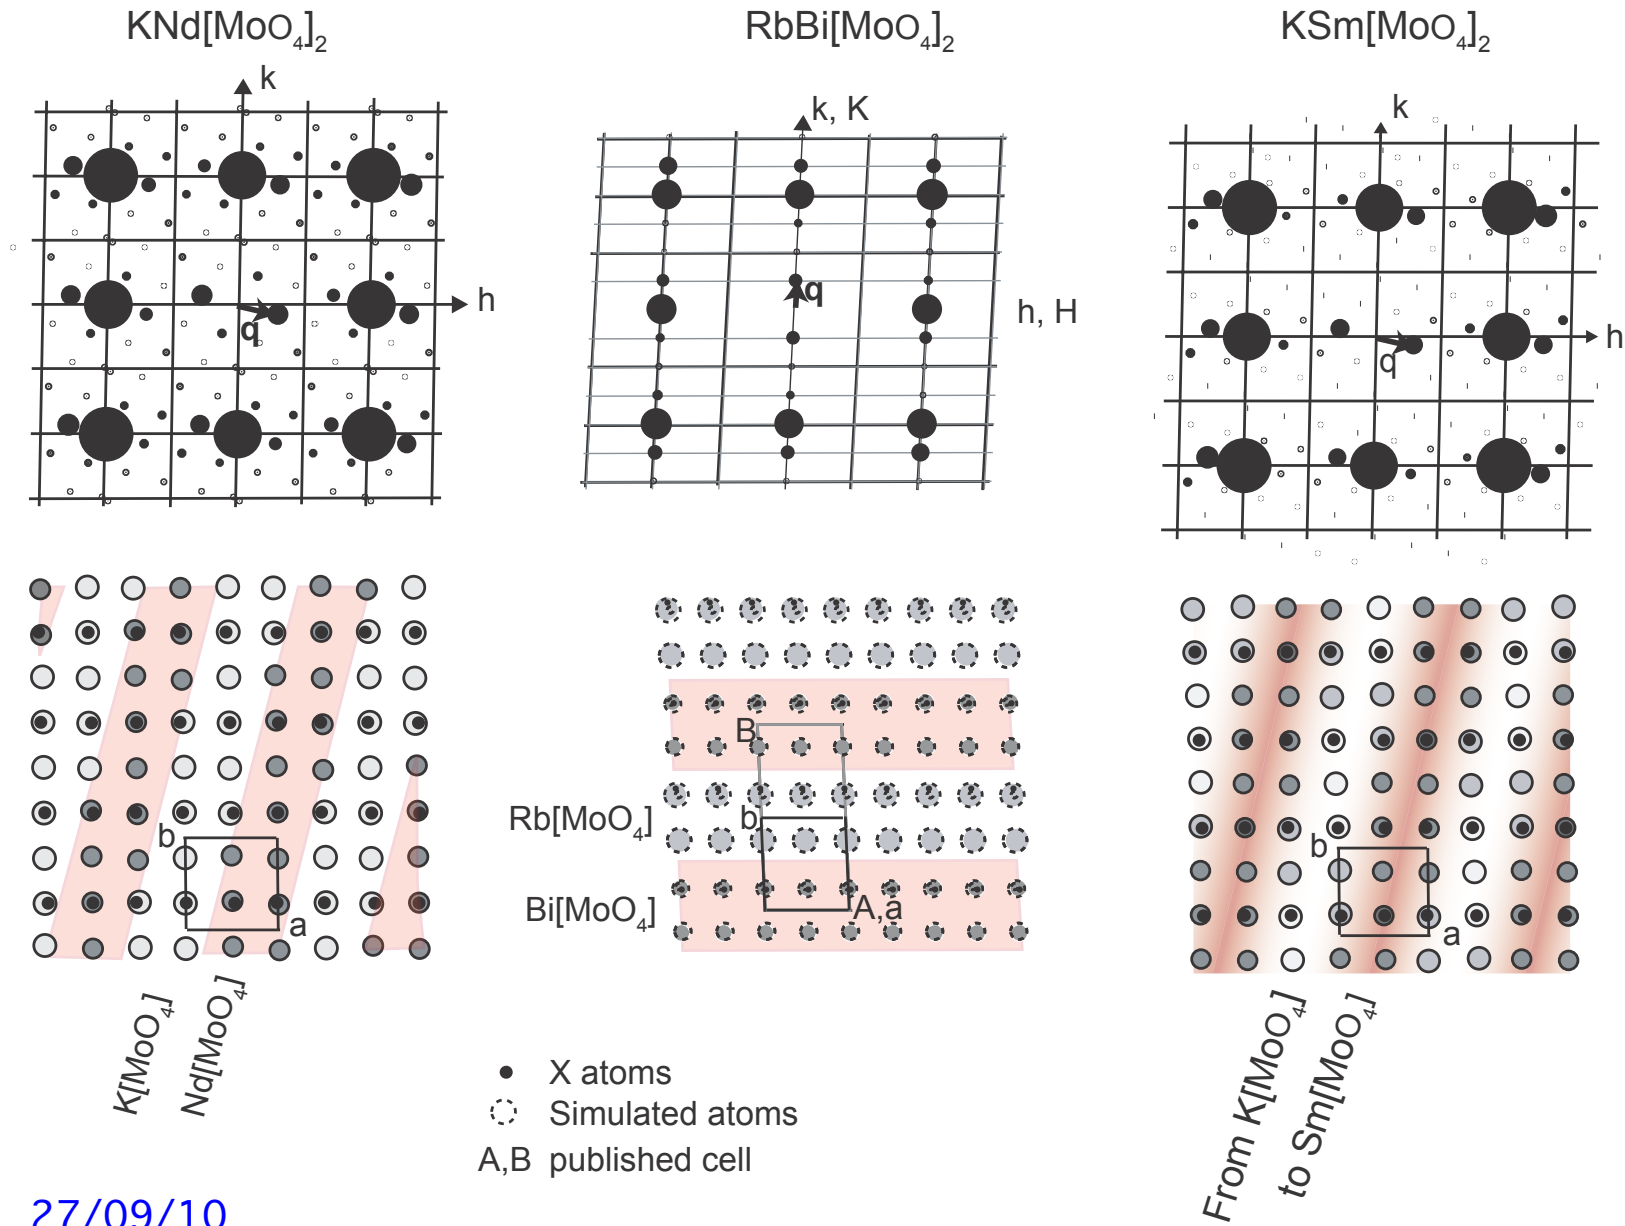 KNd[MoO₄]₂
RbBi[MoO₄]₂
KSm[MoO₄]₂
k
k, K
k
h
q
h, H
q
h
q
b
a
K[MoO₄]
Nd[MoO₄]
B
b
Rb[MoO₄]
Bi[MoO₄]
A,a
b
a
From K[MoO₄]
to Sm[MoO₄]
X atoms
Simulated atoms
A,B published cell
27/09/10